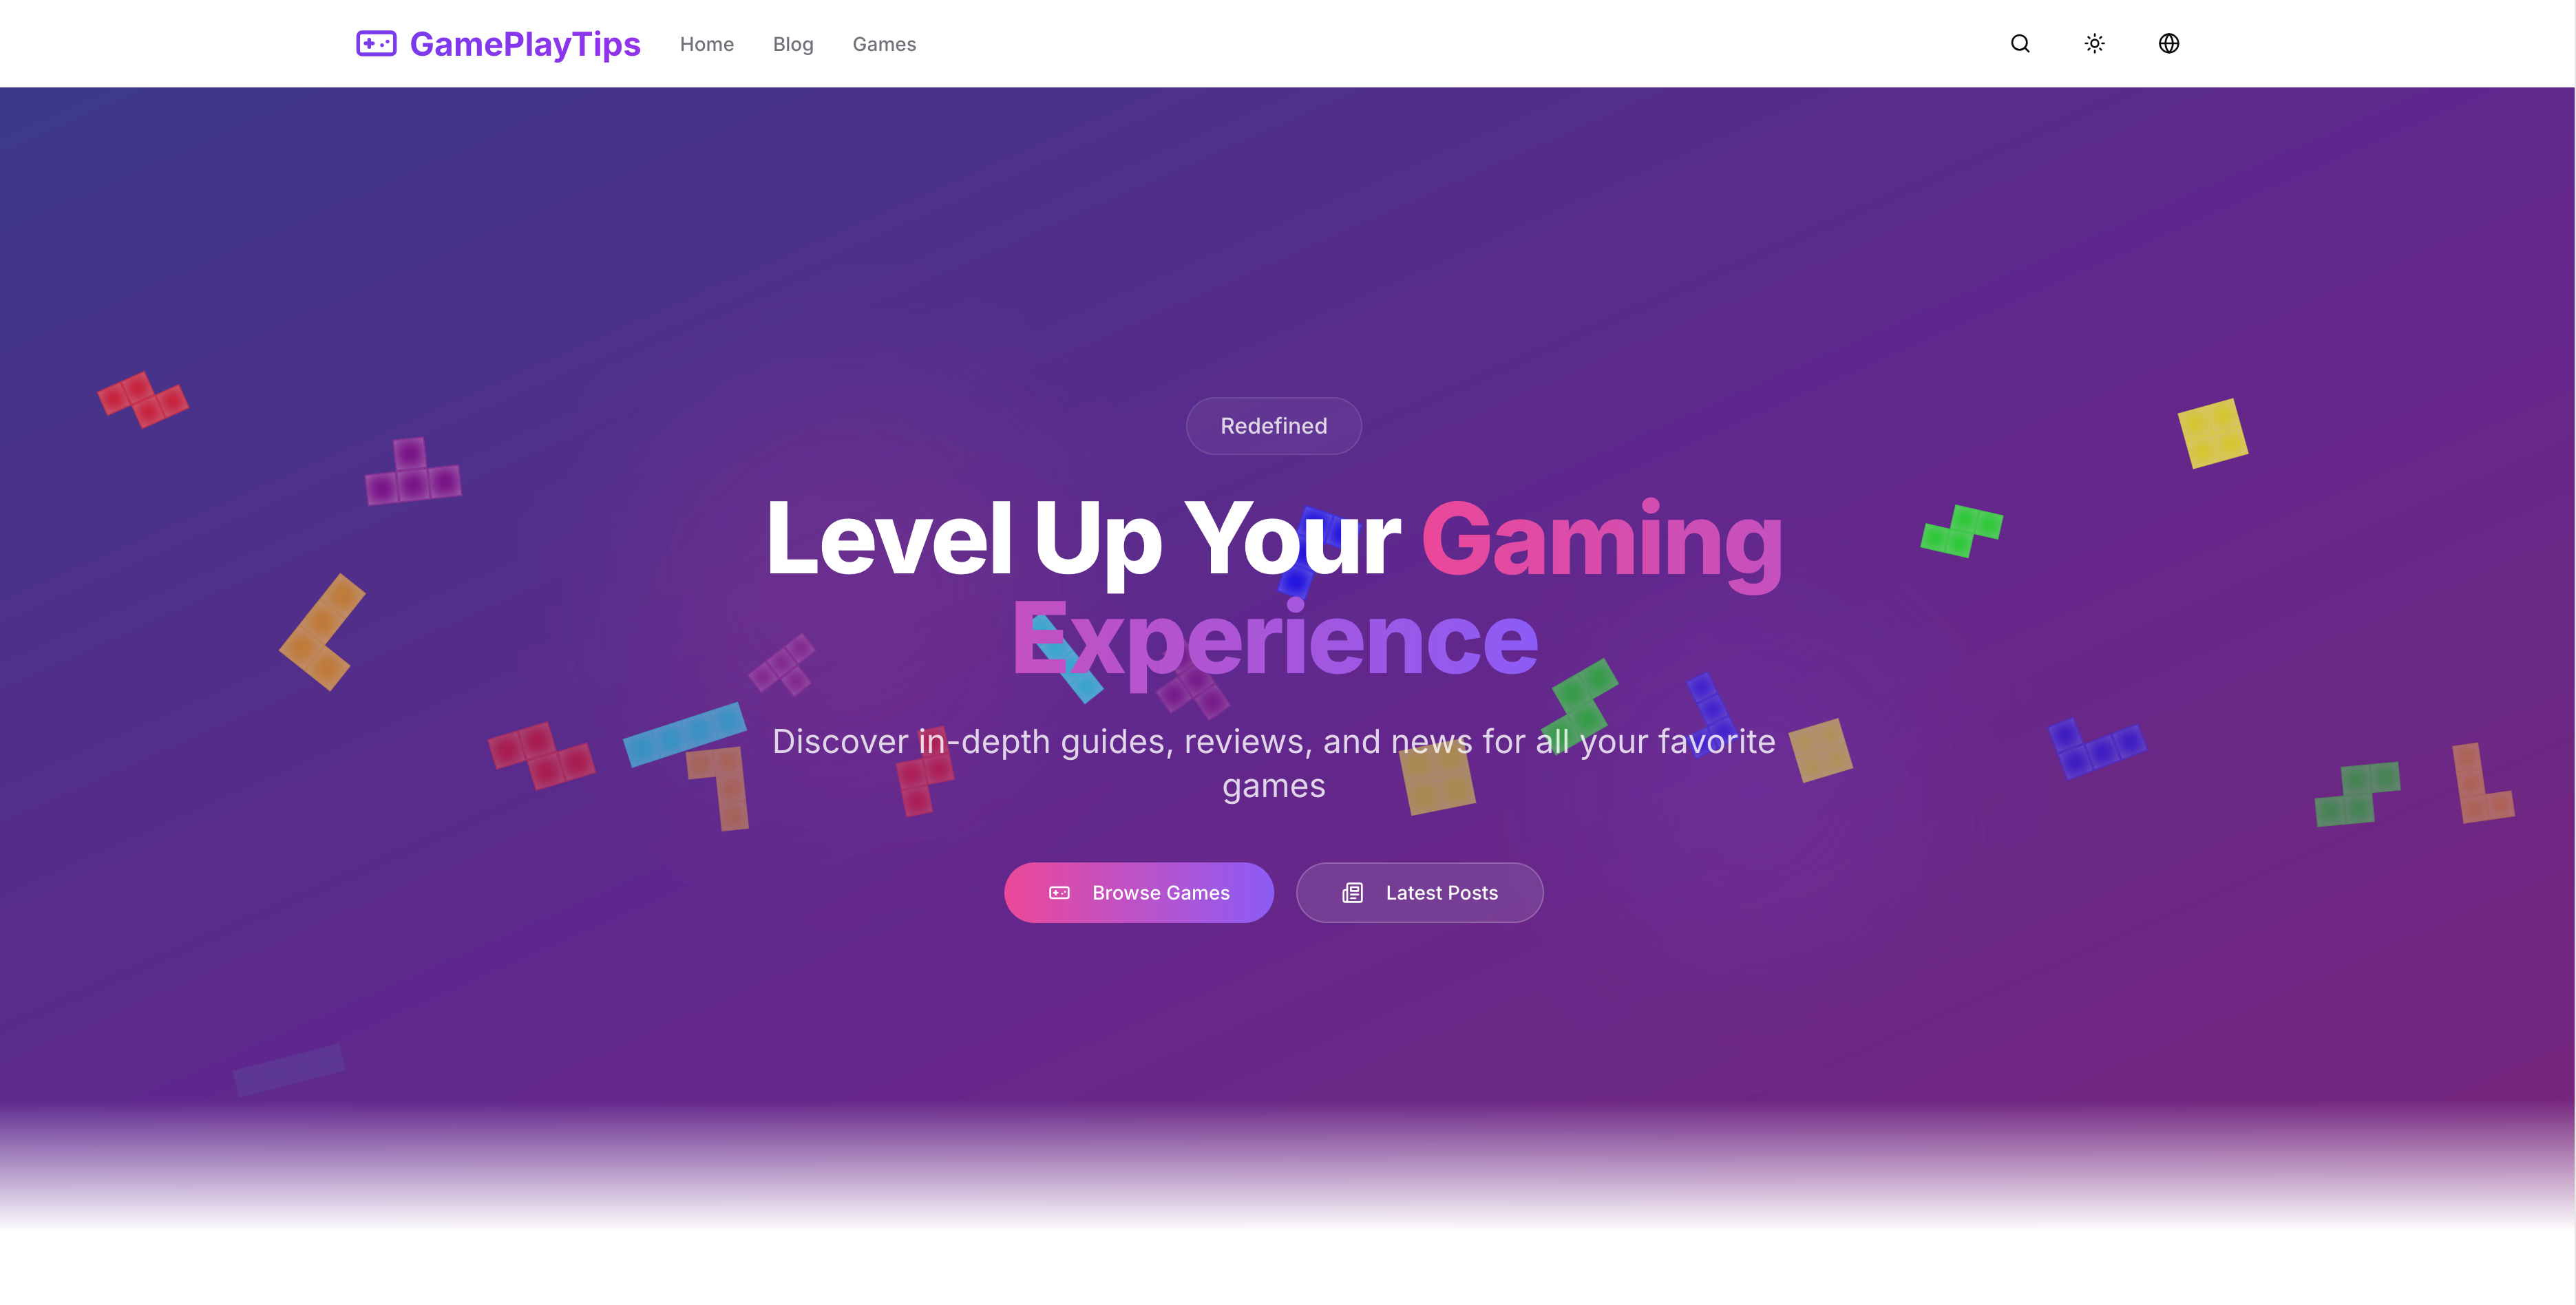 GamePlayTips Home Blog Games
Redefined
Level Up Your Gaming
Experience
Discover in-depth guides, reviews, and news for all your favorite
games
Browse Games Latest Posts